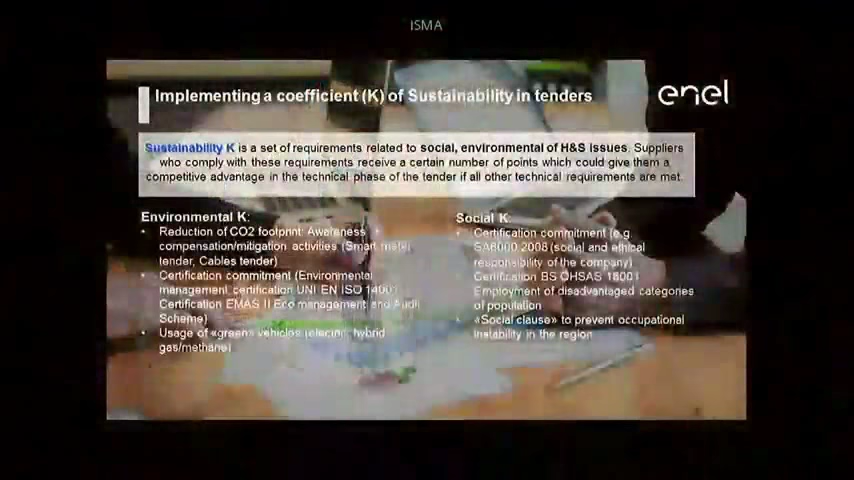 ISMA
Implementing a coefficient (K) of Sustainability in tenders
enel
Sustainability K is a set of requirements related to social, environmental of H&S issues. Suppliers
who comply with these requirements receive a certain number of points which could give them a
competitive advantage in the technical phase of the tender if all other technical requirements are met.
Environmental K:
• Reduction of CO2 footprint: Awareness
compensation/mitigation activities (Smart meter
tender, Cables tender)
• Certification commitment (Environmental
management certification UNI EN ISO 14001
Certification EMAS II Eco management and Audit
Scheme)
• Usage of «green» vehicles (electric, hybrid
gas/methane)
Social K:
• Certification commitment (e.g.
SA8000:2008 (social and ethical
responsibility of the company)
Certification BS OHSAS 18001
Employment of disadvantaged categories
of population
• «Social clause» to prevent occupational
instability in the region